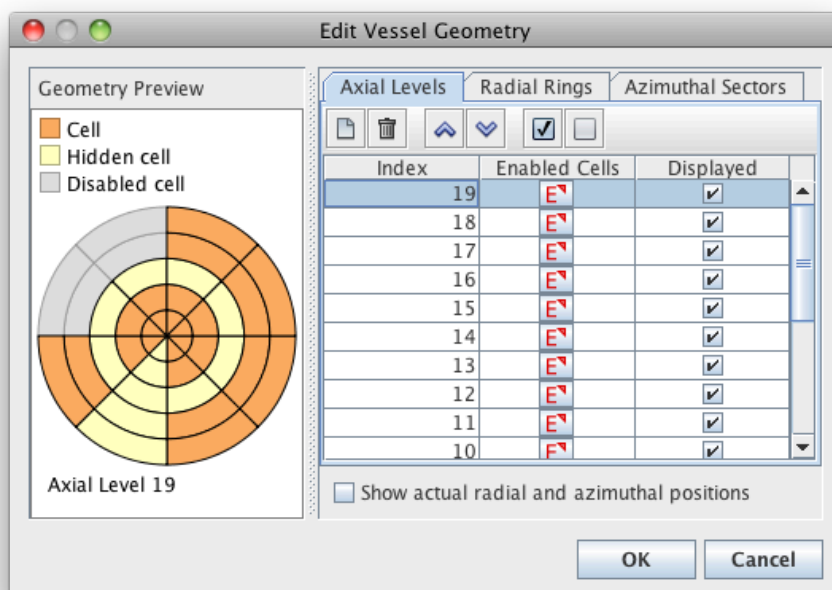 Edit Vessel Geometry
Geometry Preview
Cell
Hidden cell
Disabled cell
Axial Level 19
Axial Levels Radial Rings Azimuthal Sectors
Index Enabled Cells Displayed
19 E
18 E
17 E
16 E
15 E
14 E
13 E
12 E
11 E
10 E
Show actual radial and azimuthal positions
OK Cancel